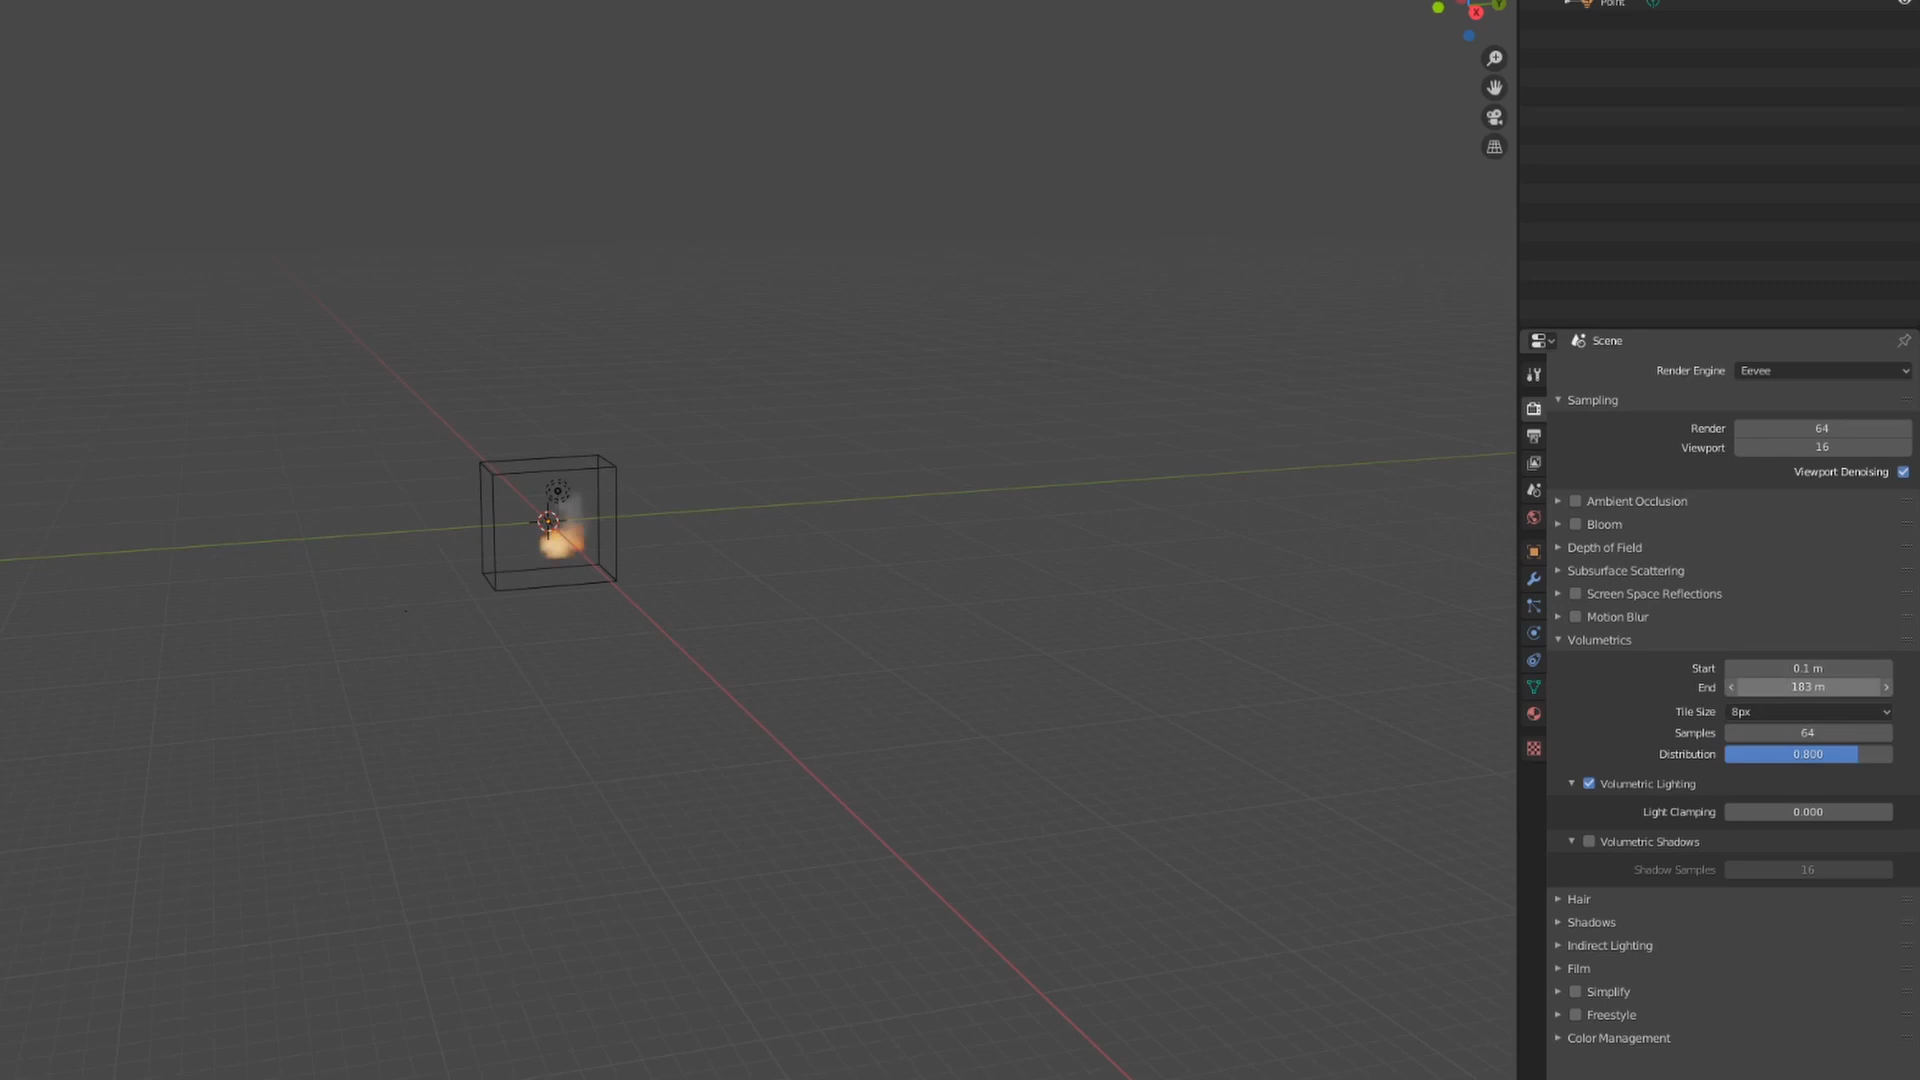 Point
X
Y
Scene
Render Engine Eevee
Sampling
Render 64
Viewport 16
Viewport Denoising
Ambient Occlusion
Bloom
Depth of Field
Subsurface Scattering
Screen Space Reflections
Motion Blur
Volumetrics
Start 0.1 m
End 183 m
Tile Size 8px
Samples 64
Distribution 0.800
Volumetric Lighting
Light Clamping 0.000
Volumetric Shadows
Shadow Samples 16
Hair
Shadows
Indirect Lighting
Film
Simplify
Freestyle
Color Management